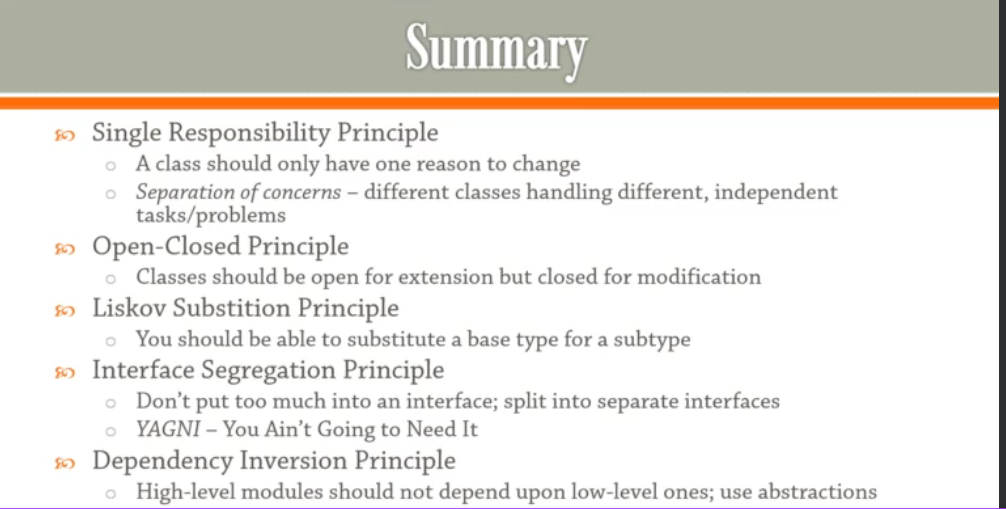 Summary
Single Responsibility Principle
A class should only have one reason to change
Separation of concerns – different classes handling different, independent
tasks/problems
Open-Closed Principle
Classes should be open for extension but closed for modification
Liskov Substition Principle
You should be able to substitute a base type for a subtype
Interface Segregation Principle
Don't put too much into an interface; split into separate interfaces
YAGNI – You Ain't Going to Need It
Dependency Inversion Principle
High-level modules should not depend upon low-level ones; use abstractions